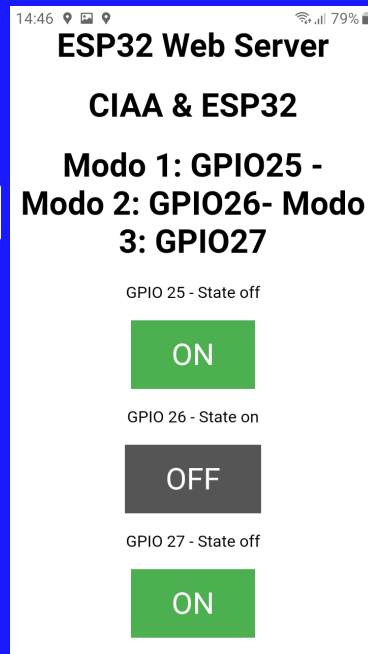 14:46 79%
ESP32 Web Server
CIAA & ESP32
Modo 1: GPIO25 -
Modo 2: GPIO26- Modo
3: GPIO27
GPIO 25 - State off
ON
GPIO 26 - State on
OFF
GPIO 27 - State off
ON